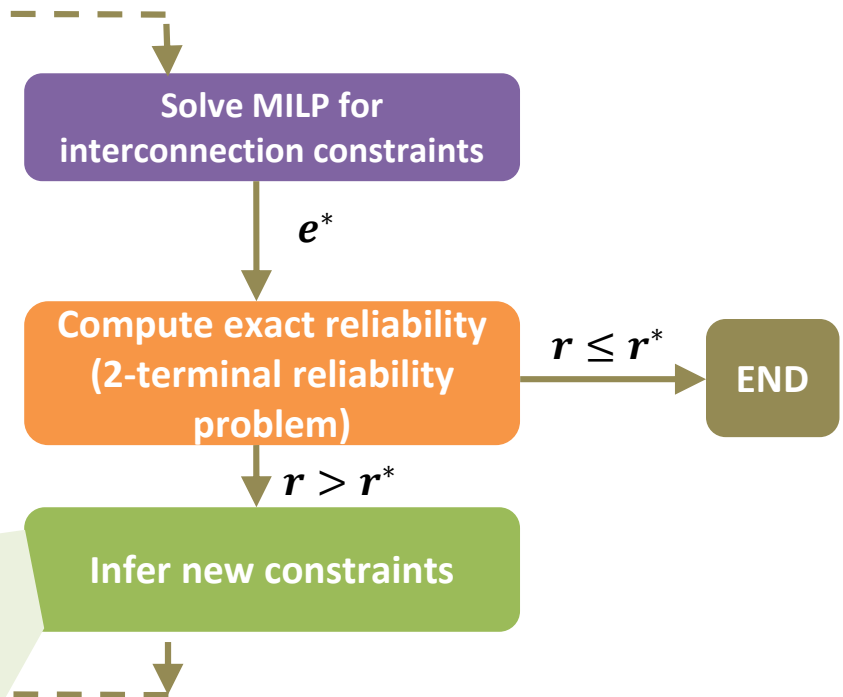 Solve MILP for
interconnection constraints
e*
Compute exact reliability
(2-terminal reliability
problem)
r ≤ r*
END
r > r*
Infer new constraints